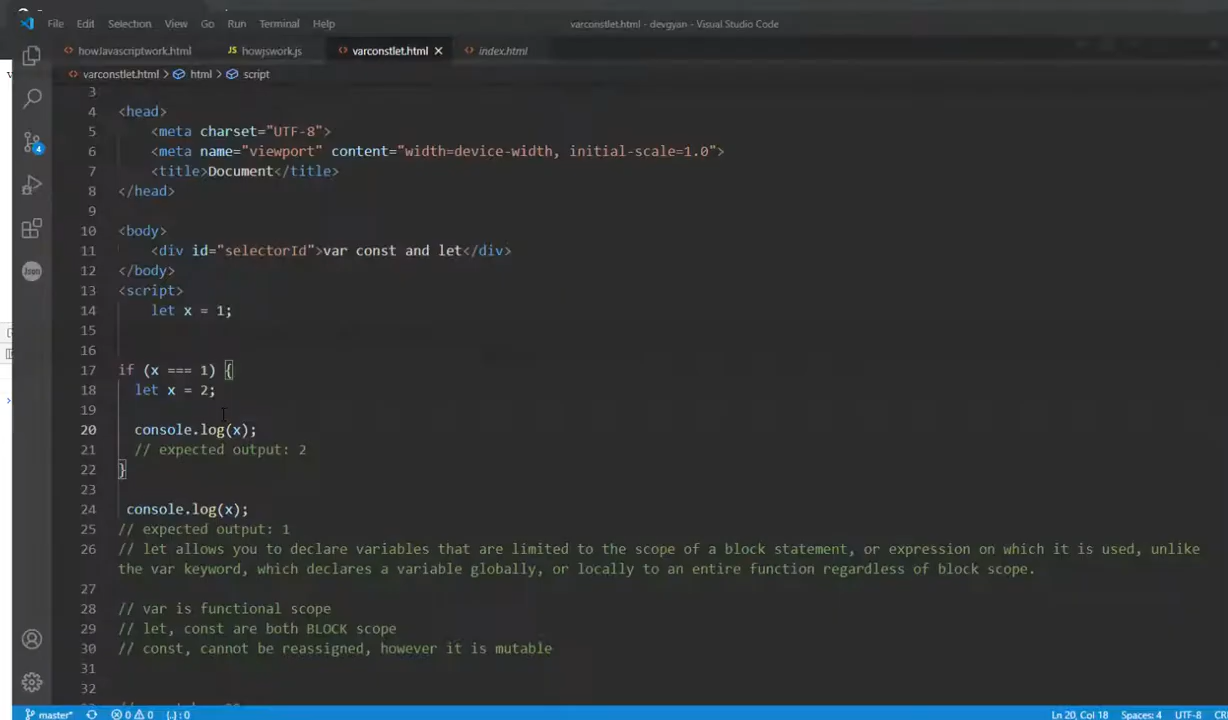 File Edit Selection View Go Run Terminal Help varconstlet.html - devgyan - Visual Studio Code
howJavascriptwork.html JS howjswork.js varconstlet.html index.html
varconstlet.html > html > script
3
4 <head>
5 <meta charset="UTF-8">
6 <meta name="viewport" content="width=device-width, initial-scale=1.0">
7 <title>Document</title>
8 </head>
9
10 <body>
11 <div id="selectorId">var const and let</div>
12 </body>
13 <script>
14 let x = 1;
15
16
17 if (x === 1) {
18 let x = 2;
19
20 console.log(x);
21 // expected output: 2
22 }
23
24 console.log(x);
25 // expected output: 1
26 // let allows you to declare variables that are limited to the scope of a block statement, or expression on which it is used, unlike
the var keyword, which declares a variable globally, or locally to an entire function regardless of block scope.
27
28 // var is functional scope
29 // let, const are both BLOCK scope
30 // const, cannot be reassigned, however it is mutable
31
32
4
Json
master* 0 0 {..} : 0 Ln 20, Col 18 Spaces: 4 UTF-8